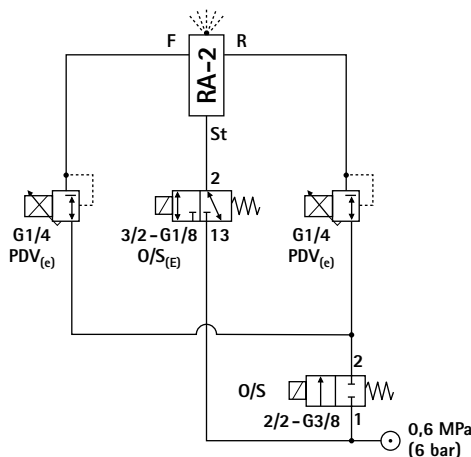 F
R
RA-2
St
2
G1/4
PDV(e)
3/2-G1/8
13
O/S(E)
G1/4
PDV(e)
2
O/S
2/2-G3/8
1
0,6 MPa
(6 bar)